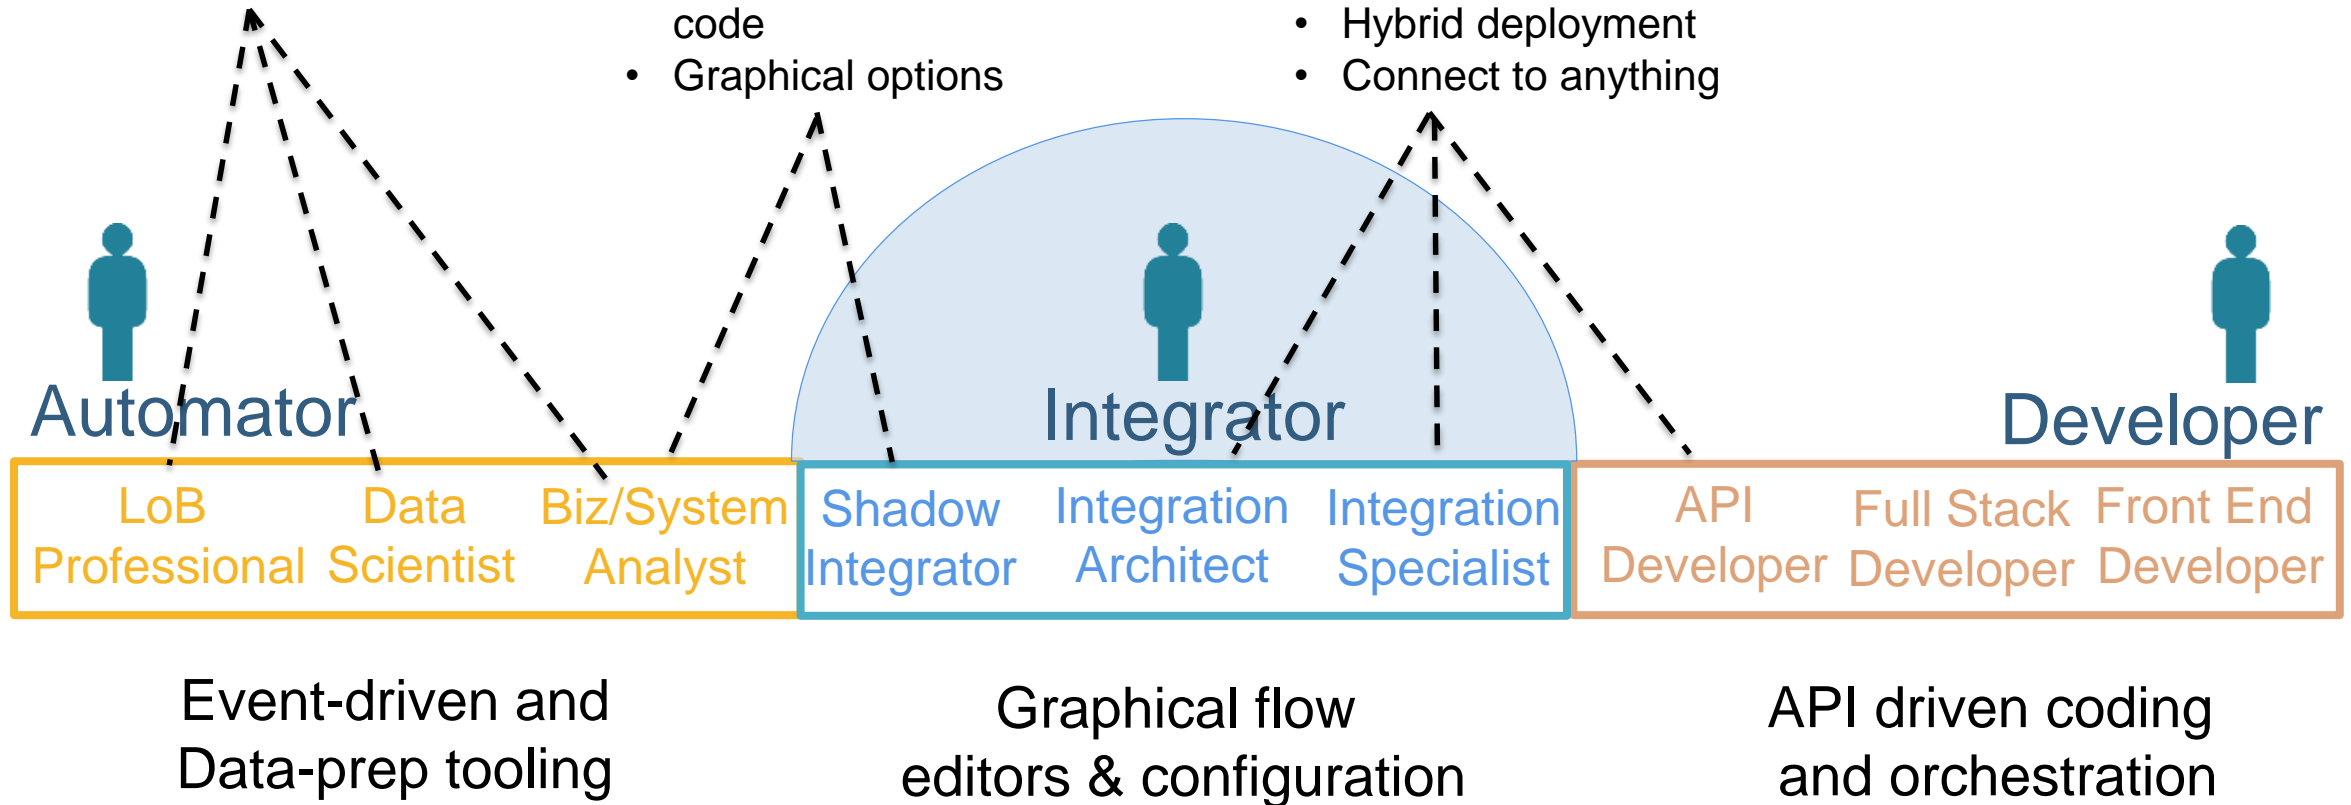 code
• Graphical options
• Hybrid deployment
• Connect to anything
Automator
Integrator
Developer
LoB
Professional
Data
Scientist
Biz/System
Analyst
Shadow
Integrator
Integration
Architect
Integration
Specialist
API
Developer
Full Stack
Developer
Front End
Developer
Event-driven and
Data-prep tooling
Graphical flow
editors & configuration
API driven coding
and orchestration